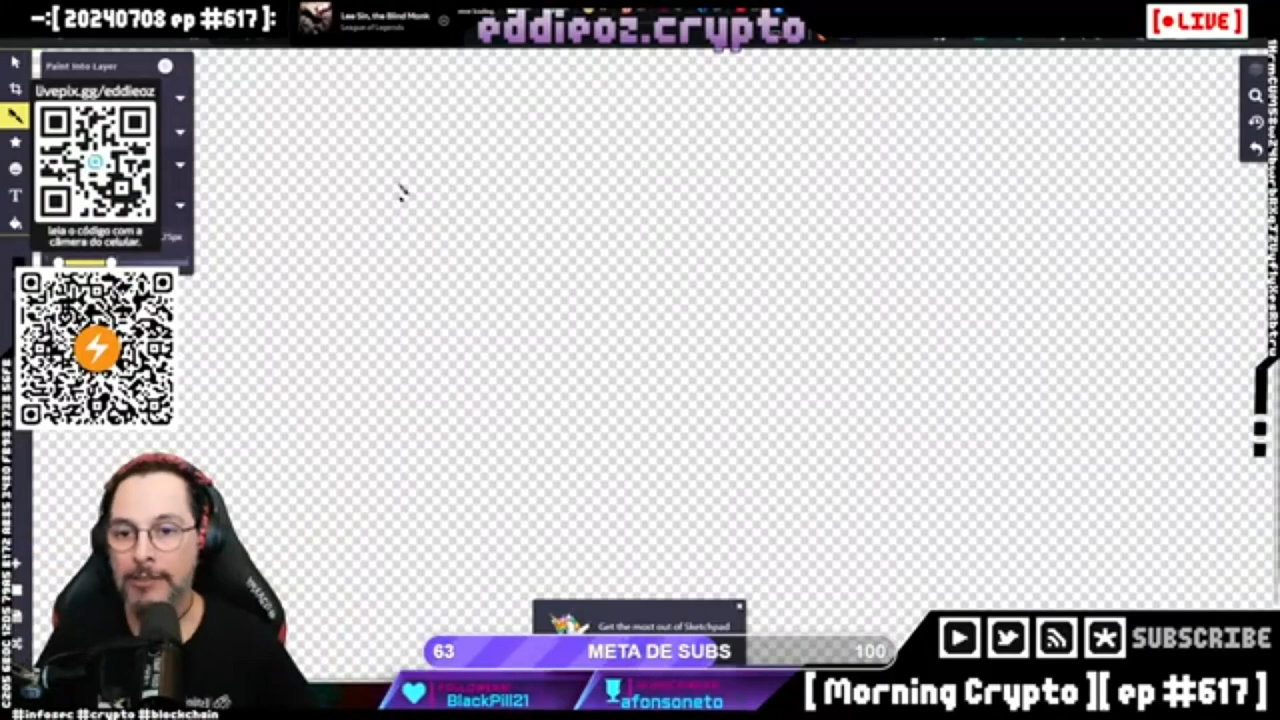 -:[ 20240708 ep #617 ]:
Lee Sin, the Blind Monk
League of Legends
eddieoz.crypto
[• LIVE ]
Paint Into Layer
livepix.gg/eddieoz
leia o código com a
câmera do celular.
Get the most out of Sketchpad
63 META DE SUBS 100
BlackPill21
afonsoneto
SUBSCRIBE
[ Morning Crypto ][ ep #617 ]
#infosec #crypto #blockchain